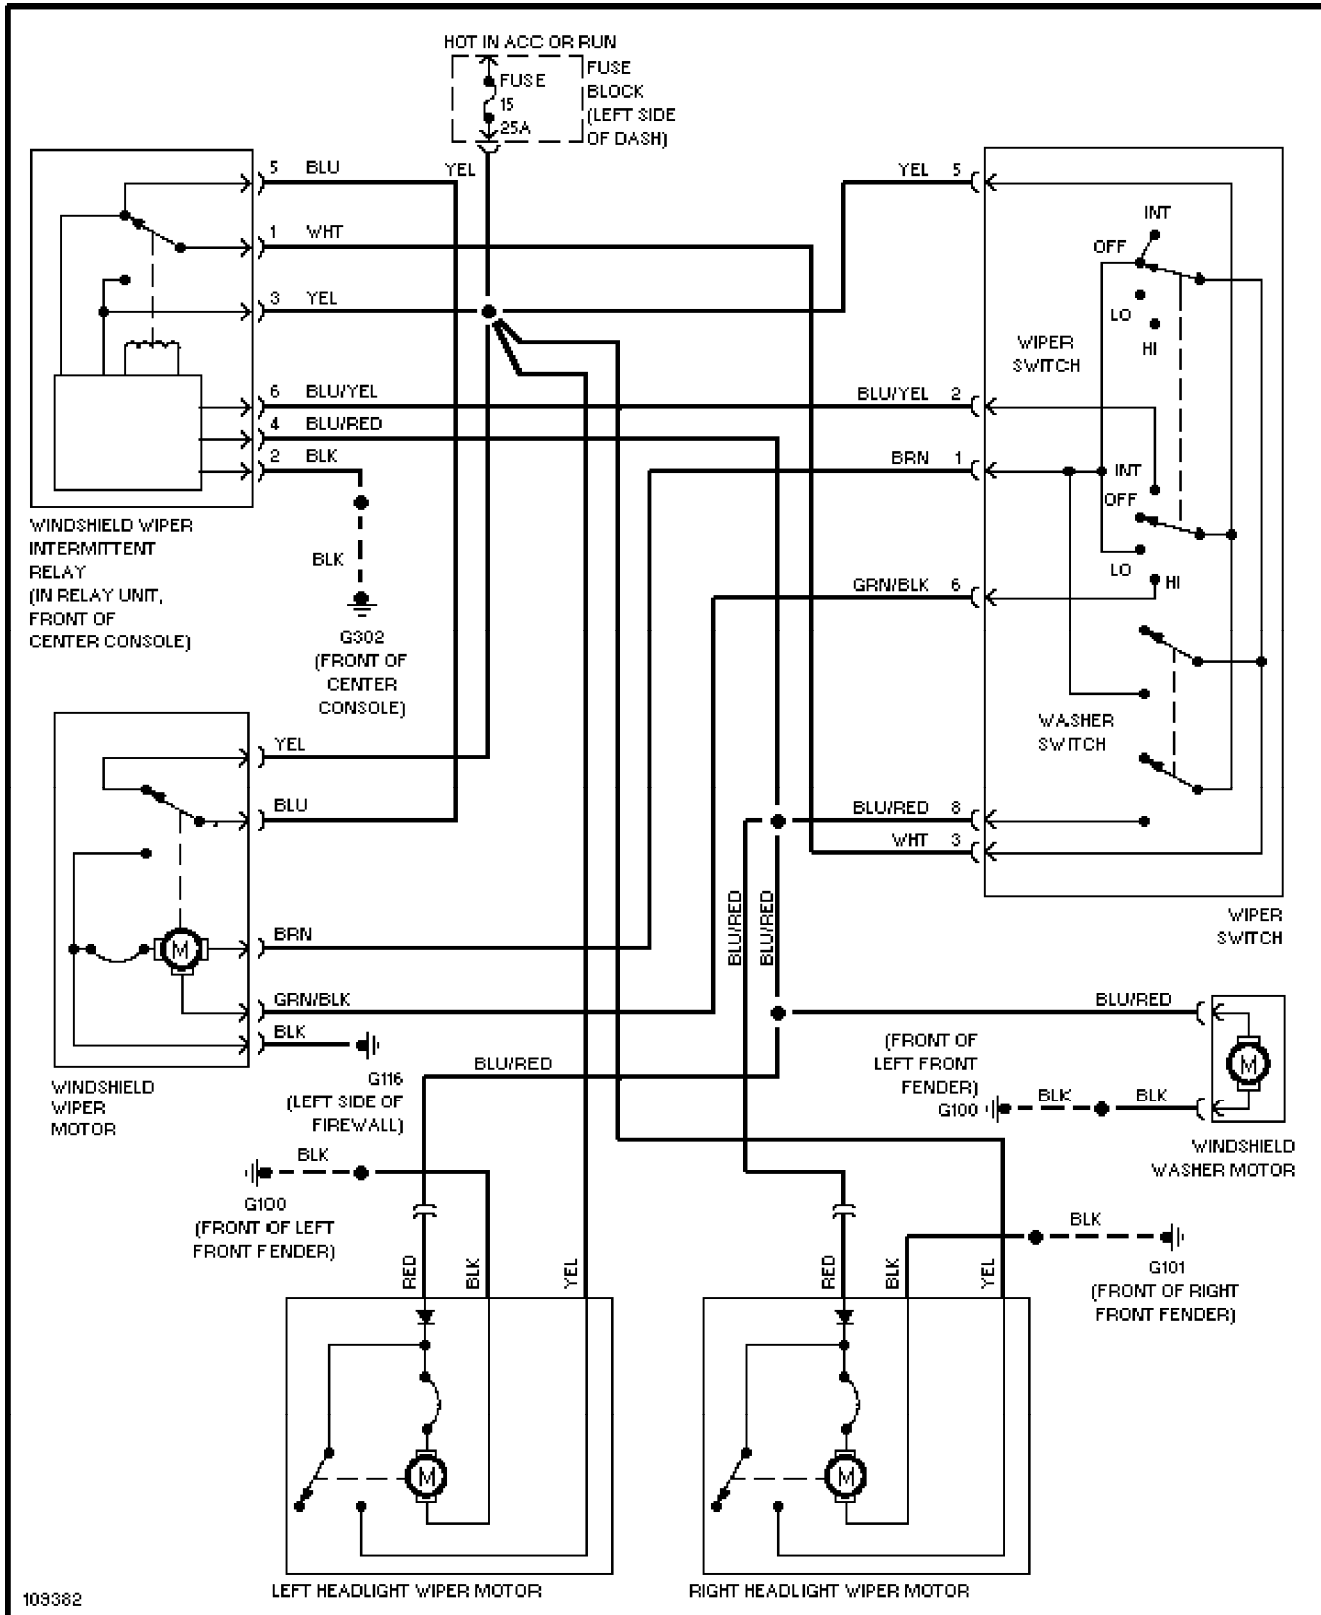 HOT IN ACC OR RUN
FUSE
15
25A
FUSE
BLOCK
(LEFT SIDE
OF DASH)
YEL
5 BLU
1 WHT
3 YEL
6 BLU/YEL
4 BLU/RED
2 BLK
WINDSHIELD WIPER
INTERMITTENT
RELAY
(IN RELAY UNIT,
FRONT OF
CENTER CONSOLE)
BLK
G302
(FRONT OF
CENTER
CONSOLE)
YEL 5
BLU/YEL 2
BRN 1
GRN/BLK 6
BLU/RED 8
WHT 3
INT
OFF
LO
HI
WIPER
SWITCH
INT
OFF
LO
HI
WASHER
SWITCH
WIPER
SWITCH
YEL
BLU
BRN
GRN/BLK
BLK
M
WINDSHIELD
WIPER
MOTOR
G116
(LEFT SIDE OF
FIREWALL)
BLU/RED
BLU/RED
BLU/RED
BLU/RED
(FRONT OF
LEFT FRONT
FENDER)
G100
BLK
BLK
M
WINDSHIELD
WASHER MOTOR
BLK
G100
(FRONT OF LEFT
FRONT FENDER)
RED
BLK
YEL
RED
BLK
YEL
BLK
G101
(FRONT OF RIGHT
FRONT FENDER)
M
M
LEFT HEADLIGHT WIPER MOTOR
RIGHT HEADLIGHT WIPER MOTOR
109382